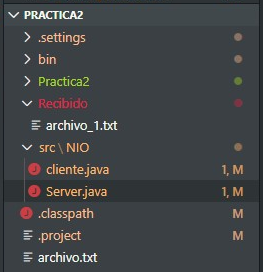 PRACTICA2
.settings
bin
Practica2
Recibido
archivo_1.txt
src \ NIO
J cliente.java 1, M
J Server.java 1, M
J .classpath M
.project M
archivo.txt